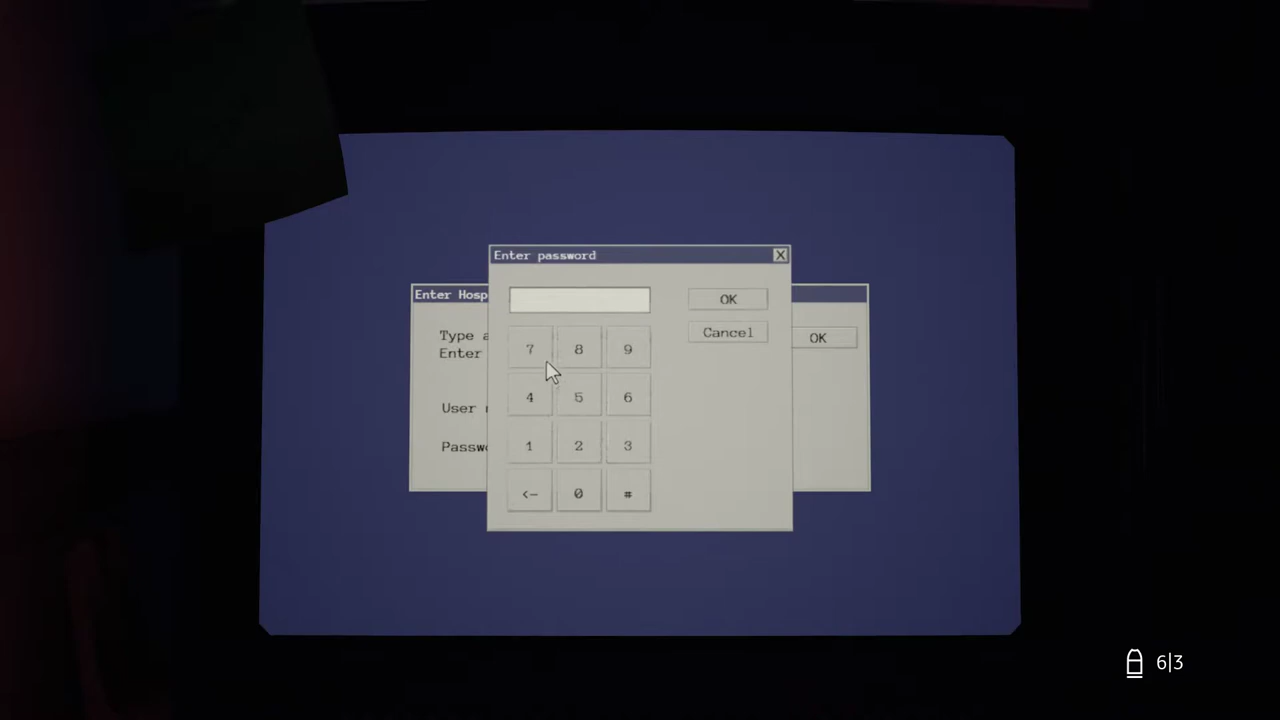 Enter password
X
Enter Hosp
OK
Cancel
Type a
Enter
OK
User
Passwo
7 8 9
4 5 6
1 2 3
<- 0 #
6|3